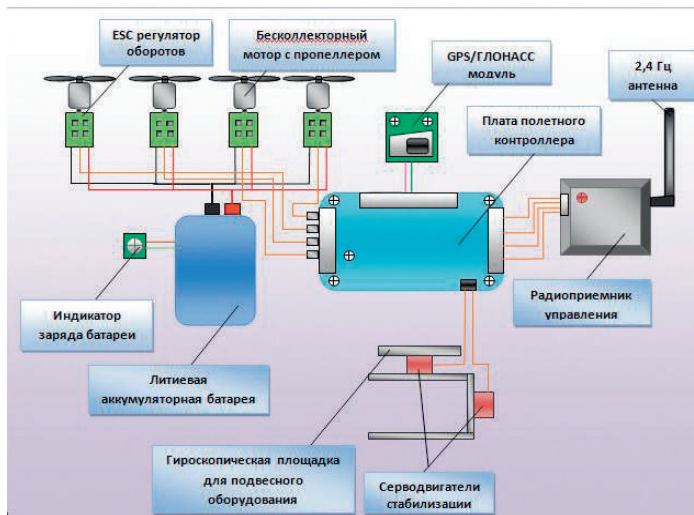 ESC регулятор
оборотов
Бесколлекторный
мотор с пропеллером
GPS/ГЛОНАСС
модуль
2,4 Гц
антенна
Плата полетного
контроллера
Индикатор
заряда батареи
Радиоприемник
управления
Литиевая
аккумуляторная батарея
Гироскопическая площадка
для подвесного
оборудования
Серводвигатели
стабилизации